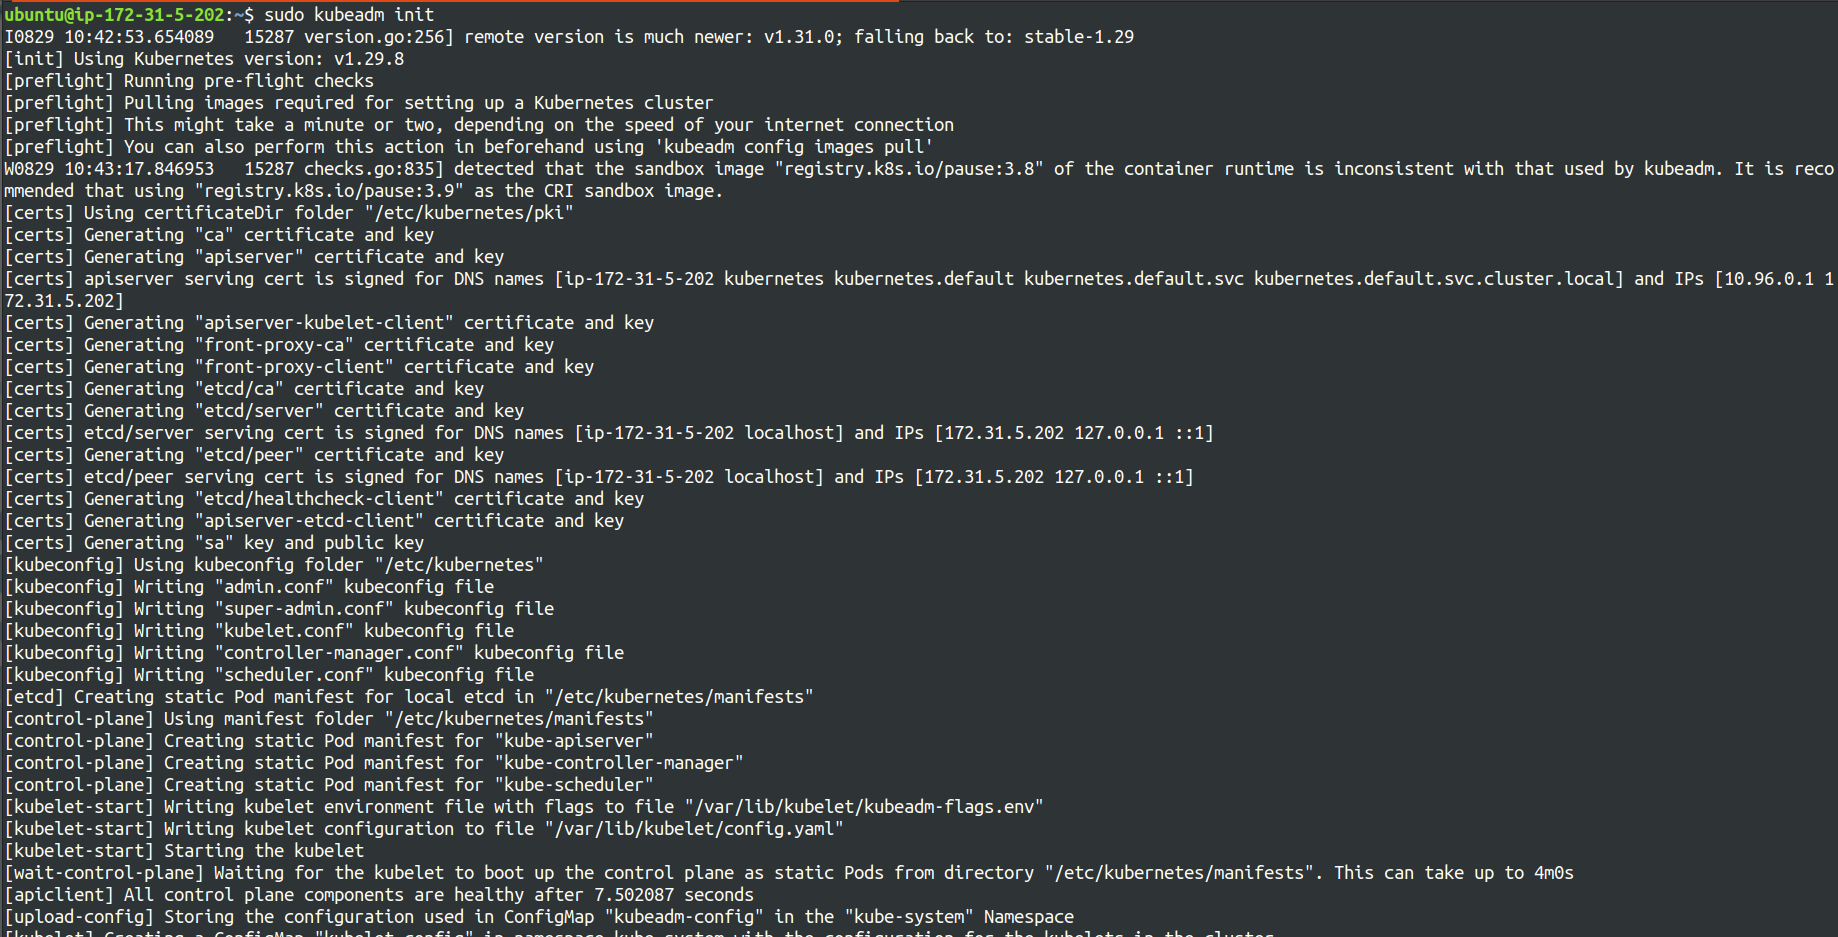 ubuntu@ip-172-31-5-202:~$ sudo kubeadm init
I0829 10:42:53.654089   15287 version.go:256] remote version is much newer: v1.31.0; falling back to: stable-1.29
[init] Using Kubernetes version: v1.29.8
[preflight] Running pre-flight checks
[preflight] Pulling images required for setting up a Kubernetes cluster
[preflight] This might take a minute or two, depending on the speed of your internet connection
[preflight] You can also perform this action in beforehand using 'kubeadm config images pull'
W0829 10:43:17.846953   15287 checks.go:835] detected that the sandbox image "registry.k8s.io/pause:3.8" of the container runtime is inconsistent with that used by kubeadm. It is reco
mmended that using "registry.k8s.io/pause:3.9" as the CRI sandbox image.
[certs] Using certificateDir folder "/etc/kubernetes/pki"
[certs] Generating "ca" certificate and key
[certs] Generating "apiserver" certificate and key
[certs] apiserver serving cert is signed for DNS names [ip-172-31-5-202 kubernetes kubernetes.default kubernetes.default.svc kubernetes.default.svc.cluster.local] and IPs [10.96.0.1 1
72.31.5.202]
[certs] Generating "apiserver-kubelet-client" certificate and key
[certs] Generating "front-proxy-ca" certificate and key
[certs] Generating "front-proxy-client" certificate and key
[certs] Generating "etcd/ca" certificate and key
[certs] Generating "etcd/server" certificate and key
[certs] etcd/server serving cert is signed for DNS names [ip-172-31-5-202 localhost] and IPs [172.31.5.202 127.0.0.1 ::1]
[certs] Generating "etcd/peer" certificate and key
[certs] etcd/peer serving cert is signed for DNS names [ip-172-31-5-202 localhost] and IPs [172.31.5.202 127.0.0.1 ::1]
[certs] Generating "etcd/healthcheck-client" certificate and key
[certs] Generating "apiserver-etcd-client" certificate and key
[certs] Generating "sa" key and public key
[kubeconfig] Using kubeconfig folder "/etc/kubernetes"
[kubeconfig] Writing "admin.conf" kubeconfig file
[kubeconfig] Writing "super-admin.conf" kubeconfig file
[kubeconfig] Writing "kubelet.conf" kubeconfig file
[kubeconfig] Writing "controller-manager.conf" kubeconfig file
[kubeconfig] Writing "scheduler.conf" kubeconfig file
[etcd] Creating static Pod manifest for local etcd in "/etc/kubernetes/manifests"
[control-plane] Using manifest folder "/etc/kubernetes/manifests"
[control-plane] Creating static Pod manifest for "kube-apiserver"
[control-plane] Creating static Pod manifest for "kube-controller-manager"
[control-plane] Creating static Pod manifest for "kube-scheduler"
[kubelet-start] Writing kubelet environment file with flags to file "/var/lib/kubelet/kubeadm-flags.env"
[kubelet-start] Writing kubelet configuration to file "/var/lib/kubelet/config.yaml"
[kubelet-start] Starting the kubelet
[wait-control-plane] Waiting for the kubelet to boot up the control plane as static Pods from directory "/etc/kubernetes/manifests". This can take up to 4m0s
[apiclient] All control plane components are healthy after 7.502087 seconds
[upload-config] Storing the configuration used in ConfigMap "kubeadm-config" in the "kube-system" Namespace
[kubelet] Creating a ConfigMap "kubelet-config" in namespace kube-system with the configuration for the kubelets in the cluster